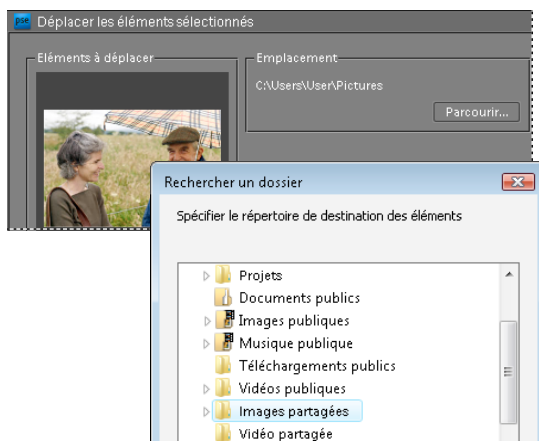 pse Déplacer les éléments sélectionnés
Eléments à déplacer
Emplacement
C:\Users\User\Pictures
Parcourir...
Rechercher un dossier
Spécifier le répertoire de destination des éléments
Projets
Documents publics
Images publiques
Musique publique
Téléchargements publics
Vidéos publiques
Images partagées
Vidéo partagée